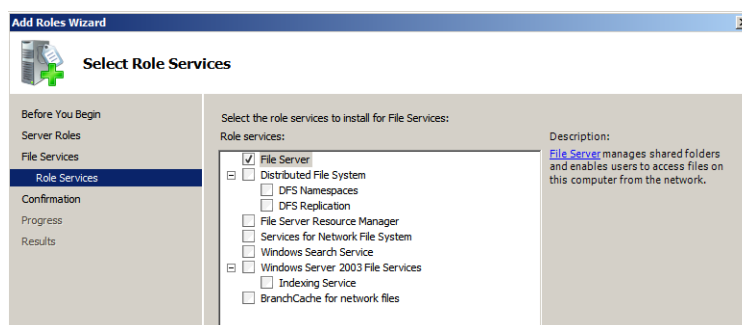 Add Roles Wizard
Select Role Services
Before You Begin
Server Roles
File Services
Role Services
Confirmation
Progress
Results
Select the role services to install for File Services:
Role services:
File Server
Distributed File System
DFS Namespaces
DFS Replication
File Server Resource Manager
Services for Network File System
Windows Search Service
Windows Server 2003 File Services
Indexing Service
BranchCache for network files
Description:
File Server manages shared folders
and enables users to access files on
this computer from the network.